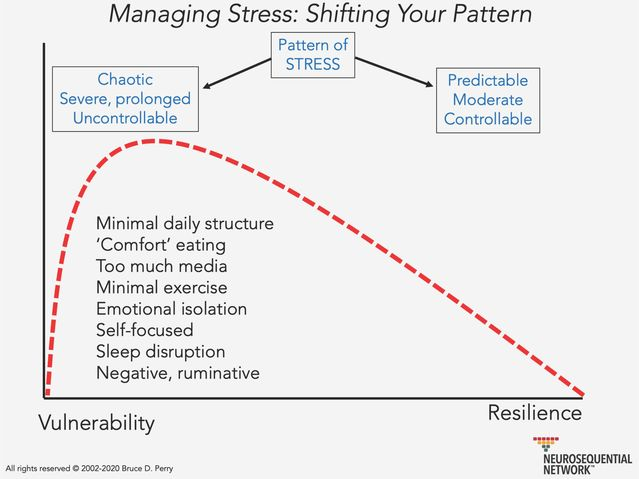 Managing Stress: Shifting Your Pattern
Pattern of
STRESS
Chaotic
Severe, prolonged
Uncontrollable
Predictable
Moderate
Controllable
Minimal daily structure
‘Comfort’ eating
Too much media
Minimal exercise
Emotional isolation
Self-focused
Sleep disruption
Negative, ruminative
Vulnerability
Resilience
All rights reserved © 2002-2020 Bruce D. Perry
NEUROSEQUENTIAL
NETWORK™